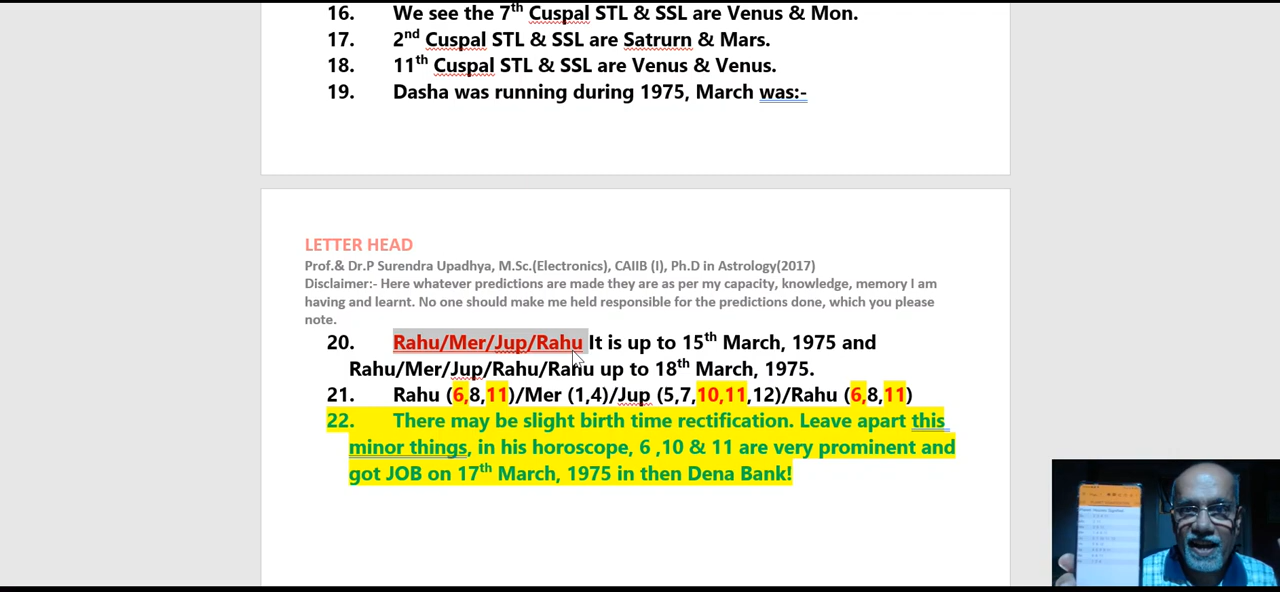 16. We see the 7th Cuspal STL & SSL are Venus & Mon.
17. 2nd Cuspal STL & SSL are Satrurn & Mars.
18. 11th Cuspal STL & SSL are Venus & Venus.
19. Dasha was running during 1975, March was:-
LETTER HEAD
Prof.& Dr.P Surendra Upadhya, M.Sc.(Electronics), CAIIB (I), Ph.D in Astrology(2017)
Disclaimer:- Here whatever predictions are made they are as per my capacity, knowledge, memory I am
having and learnt. No one should make me held responsible for the predictions done, which you please
note.
20. Rahu/Mer/Jup/Rahu It is up to 15th March, 1975 and
Rahu/Mer/Jup/Rahu/Rahu up to 18th March, 1975.
21. Rahu (6,8,11)/Mer (1,4)/Jup (5,7,10,11,12)/Rahu (6,8,11)
22. There may be slight birth time rectification. Leave apart this
minor things, in his horoscope, 6 ,10 & 11 are very prominent and
got JOB on 17th March, 1975 in then Dena Bank!